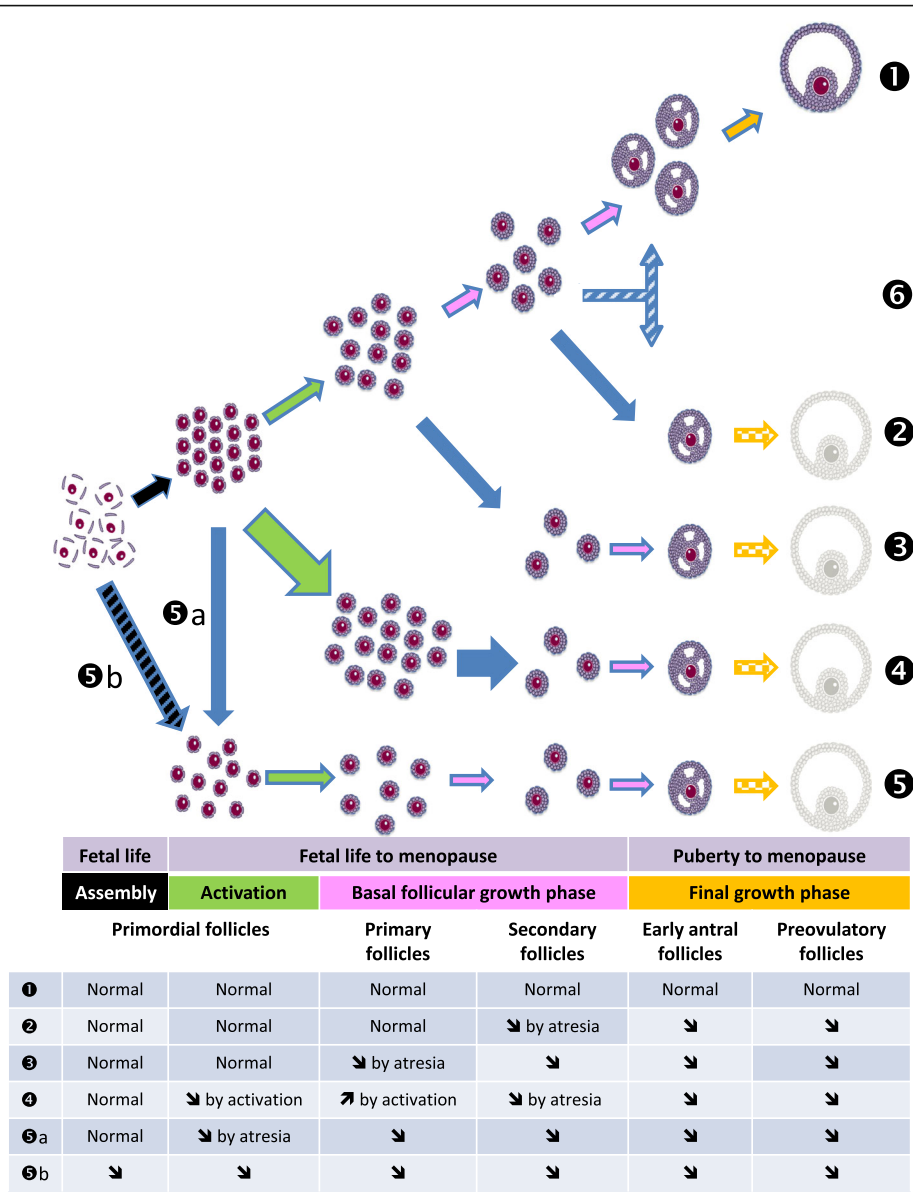 ❶
❻
❷
❸
❺a
❹
❺b
❺
Fetal life Fetal life to menopause Puberty to menopause
Assembly Activation Basal follicular growth phase Final growth phase
Primordial follicles Primary follicles Secondary follicles Early antral follicles Preovulatory follicles
❶ Normal Normal Normal Normal Normal Normal
❷ Normal Normal Normal ➘ by atresia ➘ ➘
❸ Normal Normal ➘ by atresia ➘ ➘ ➘
❹ Normal ➘ by activation ➚ by activation ➘ by atresia ➘ ➘
❺a Normal ➘ by atresia ➘ ➘ ➘ ➘
❺b ➘ ➘ ➘ ➘ ➘ ➘